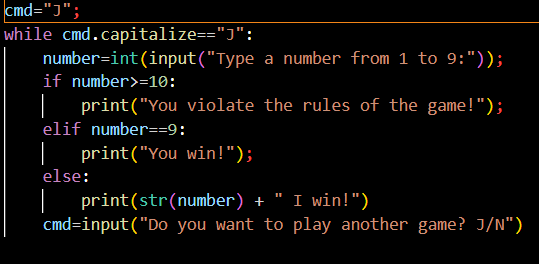 cmd="J";
while cmd.capitalize=="J":
    number=int(input("Type a number from 1 to 9:"));
    if number>=10:
        print("You violate the rules of the game!");
    elif number==9:
        print("You win!");
    else:
        print(str(number) + " I win!")
    cmd=input("Do you want to play another game? J/N")